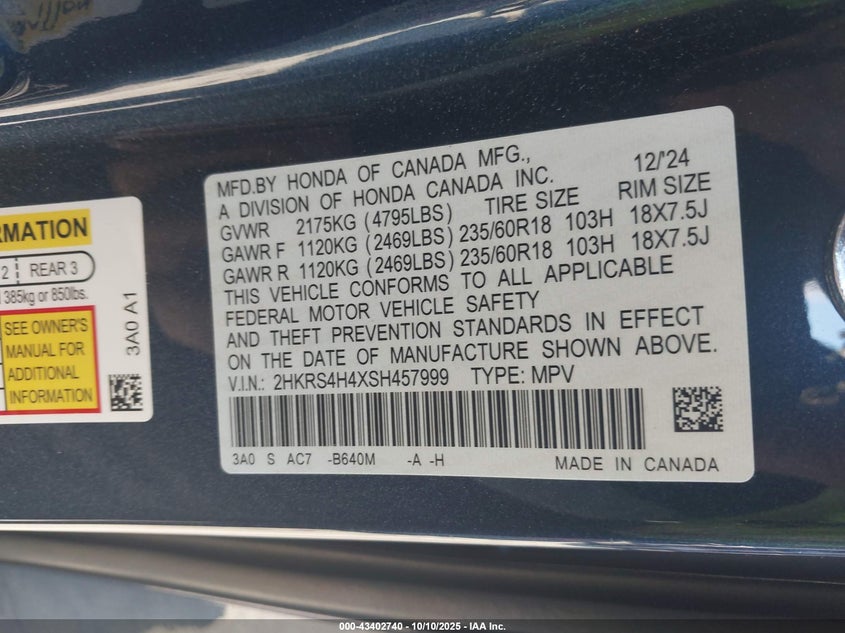 RMATION
2 REAR 3
385kg or 850lbs.
SEE OWNER'S
MANUAL FOR
ADDITIONAL
INFORMATION
3A0 A1
MFD.BY HONDA OF CANADA MFG., 12/'24
A DIVISION OF HONDA CANADA INC.
GVWR 2175KG (4795LBS) TIRE SIZE RIM SIZE
GAWR F 1120KG (2469LBS) 235/60R18 103H 18X7.5J
GAWR R 1120KG (2469LBS) 235/60R18 103H 18X7.5J
THIS VEHICLE CONFORMS TO ALL APPLICABLE
FEDERAL MOTOR VEHICLE SAFETY
AND THEFT PREVENTION STANDARDS IN EFFECT
ON THE DATE OF MANUFACTURE SHOWN ABOVE.
V.I.N.: 2HKRS4H4XSH457999 TYPE: MPV
3A0 S AC7 -B640M -A -H MADE IN CANADA
000-43402740 - 10/10/2025 - IAA Inc.